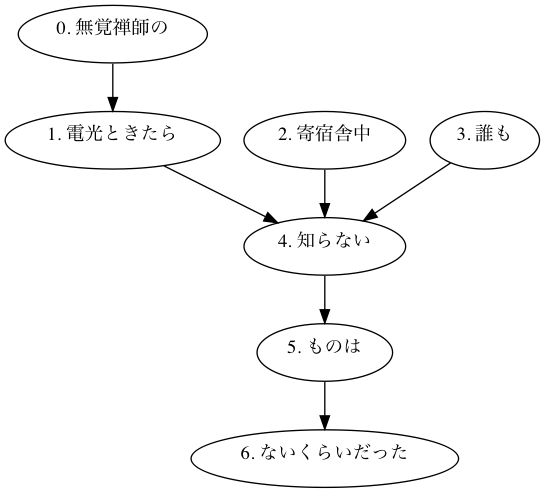 0. 無覚禅師の
1. 電光ときたら
2. 寄宿舎中
3. 誰も
4. 知らない
5. ものは
6. ないくらいだった